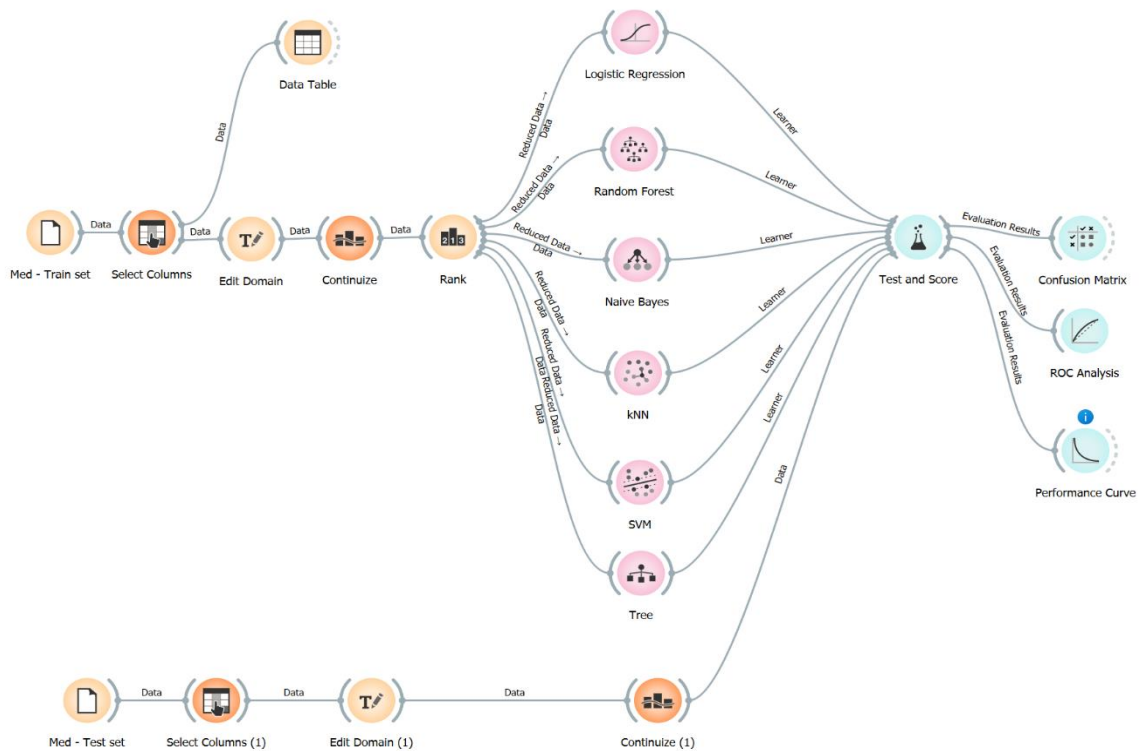 Data Table
Data
Med - Train set
Data
Select Columns
Data
Edit Domain
Data
Continuize
Data
Rank
Reduced Data →
Data
Reduced Data →
Data
Reduced Data →
Data
Reduced Data →
Data
Reduced Data →
Data
Reduced Data →
Data
Logistic Regression
Random Forest
Naive Bayes
kNN
SVM
Tree
Learner
Learner
Learner
Learner
Learner
Learner
Data
Test and Score
Evaluation Results
Evaluation Results
Evaluation Results
Confusion Matrix
ROC Analysis
Performance Curve
Med - Test set
Data
Select Columns (1)
Data
Edit Domain (1)
Data
Continuize (1)
T
2 1 3
T
i